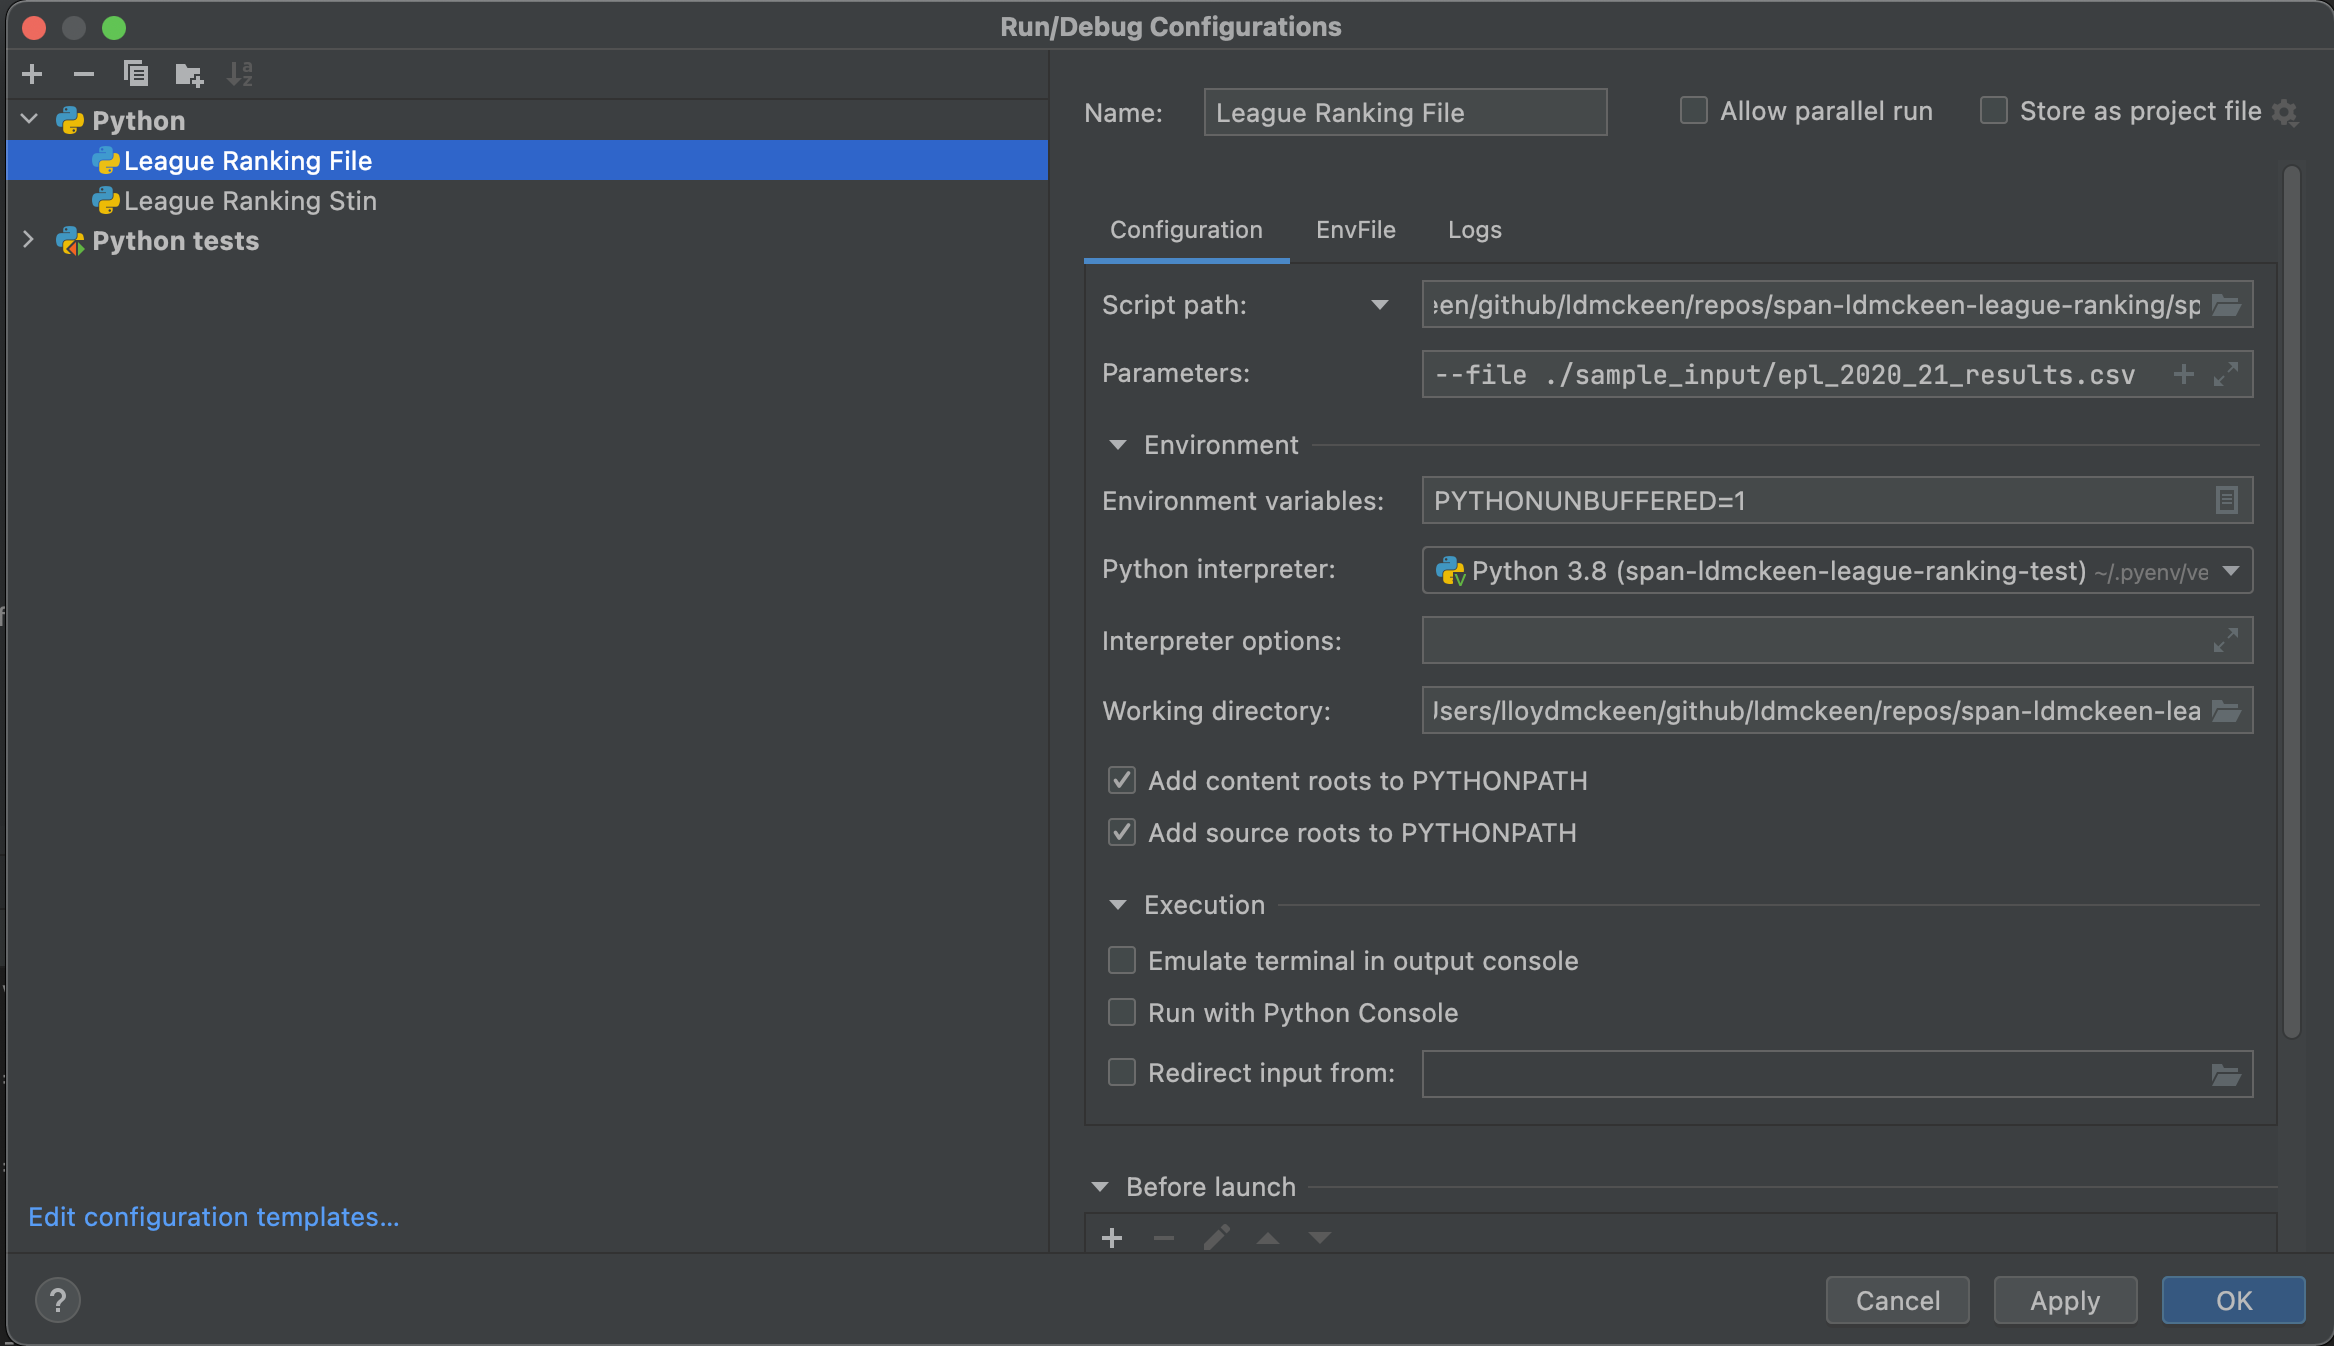 Run/Debug Configurations
Python
League Ranking File
League Ranking Stin
Python tests
Edit configuration templates...
Name: League Ranking File Allow parallel run Store as project file
Configuration EnvFile Logs
Script path: en/github/ldmckeen/repos/span-ldmckeen-league-ranking/sp
Parameters: --file ./sample_input/epl_2020_21_results.csv
Environment
Environment variables: PYTHONUNBUFFERED=1
Python interpreter: Python 3.8 (span-ldmckeen-league-ranking-test) ~/.pyenv/ve
Interpreter options:
Working directory: sers/lloydmckeen/github/ldmckeen/repos/span-ldmckeen-lea
Add content roots to PYTHONPATH
Add source roots to PYTHONPATH
Execution
Emulate terminal in output console
Run with Python Console
Redirect input from:
Before launch
? Cancel Apply OK